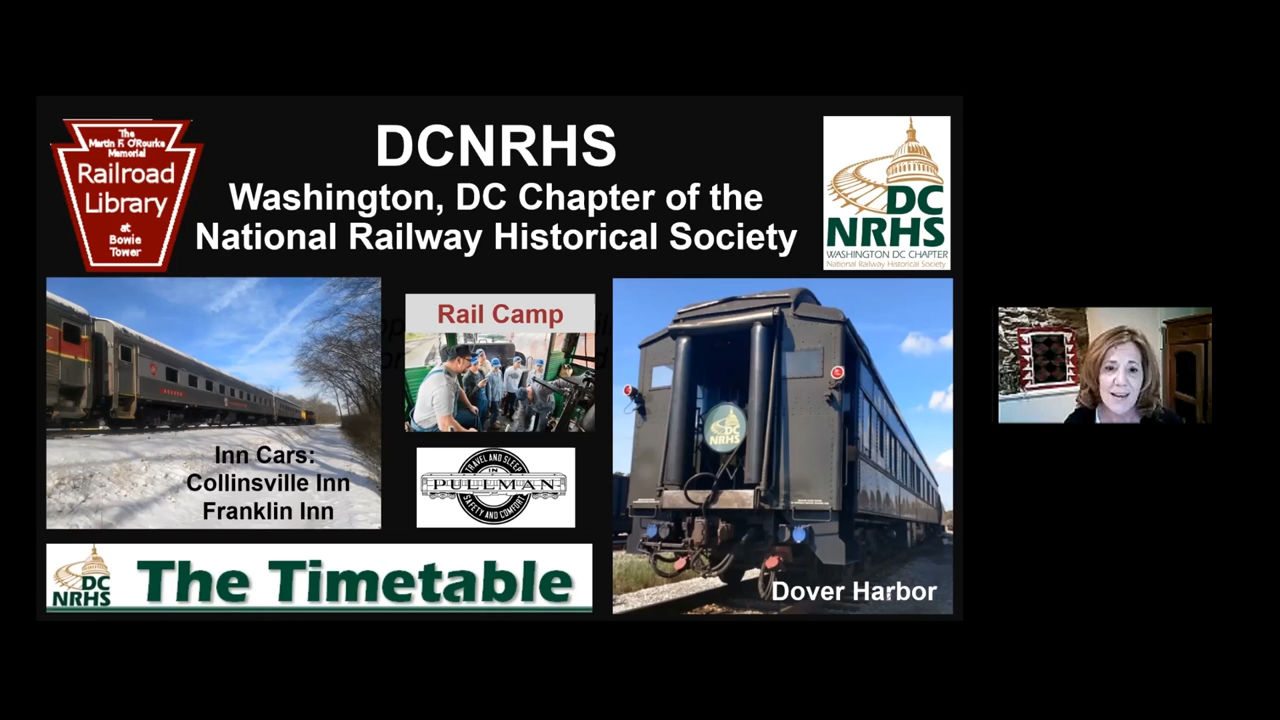 The
Martin F. O'Rourke
Memorial
Railroad
Library
at
Bowie
Tower
DCNRHS
Washington, DC Chapter of the
National Railway Historical Society
DC
NRHS
WASHINGTON DC CHAPTER
National Railway Historical Society
Inn Cars:
Collinsville Inn
Franklin Inn
Rail Camp
TRAVEL AND SLEEP
IN
PULLMAN
SAFETY AND COMFORT
DC
NRHS
Dover Harbor
DC
NRHS
The Timetable